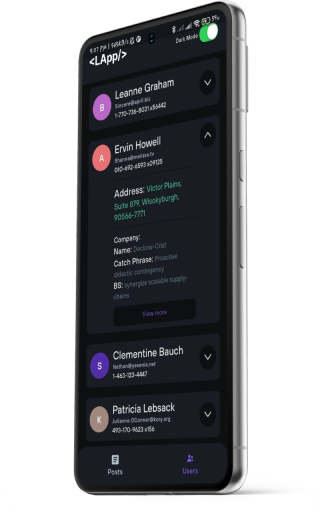 Dark Mode
<LApp/>
B
Leanne Graham
Sincere@april.biz
1-770-736-8031 x56442
A
Ervin Howell
Shanna@melissa.tv
010-692-6593 x09125
Address: Victor Plains,
Suite 879. Wisokyburgh,
90566-7771
Company:
Name: Deckow-Crist
Catch Phrase: Proactive
didactic contingency
BS: synergize scalable supply-
chains
View more
S
Clementine Bauch
Nathan@yesenia.net
1-463-123-4447
K
Patricia Lebsack
Julianne.OConner@kory.org
493-170-9623 x156
Posts
Users